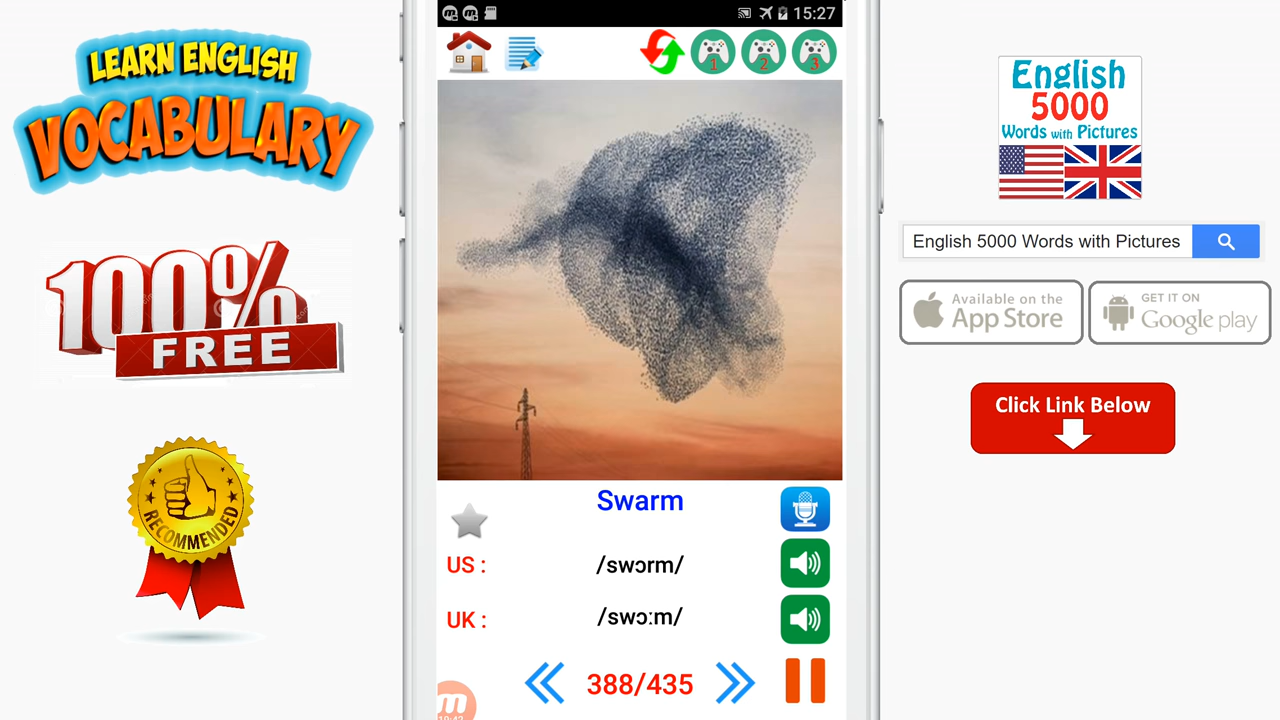 LEARN ENGLISH
VOCABULARY
100%
FREE
RECOMMENDED
15:27
1
2
3
Swarm
US :
/swɔrm/
UK :
/swɔːm/
388/435
English
5000
Words with Pictures
English 5000 Words with Pictures
Available on the
App Store
GET IT ON
Google play
Click Link Below